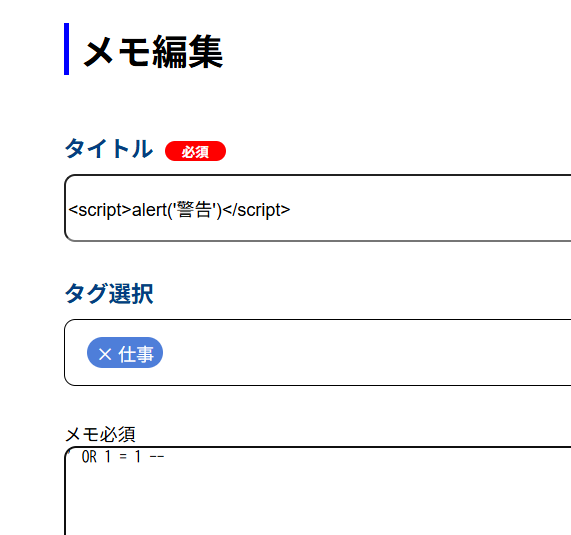 メモ編集
タイトル 必須
<script>alert('警告')</script>
タグ選択
× 仕事
メモ必須
' OR 1 = 1 --